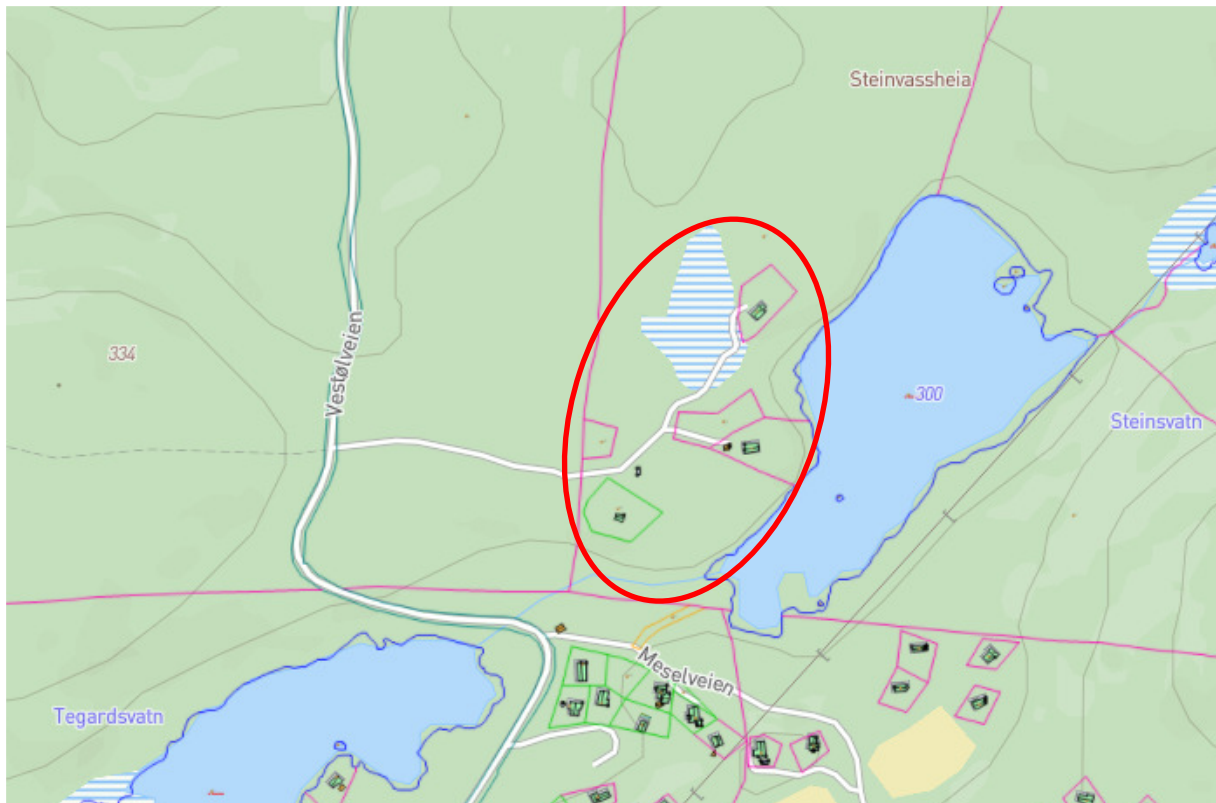 Steinvassheia
Vestølveien
334
300
Steinsvatn
Meselveien
Tegardsvatn